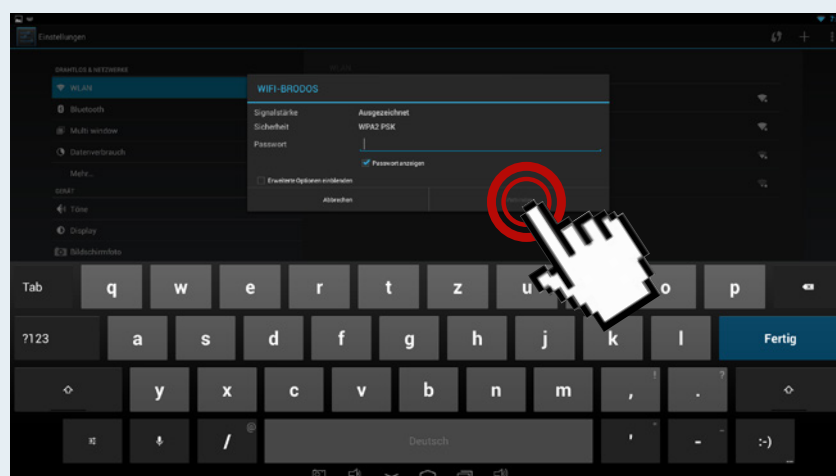 Einstellungen
DRAHTLOS & NETZWERKE
WLAN
WLAN
Bluetooth
Multi window
Datenverbrauch
Mehr...
GERÄT
Töne
Display
Bildschirmfoto
WIFI-BRODOS
Signalstärke Ausgezeichnet
Sicherheit WPA2 PSK
Passwort
Passwort anzeigen
Erweiterte Optionen einblenden
Abbrechen
Tab q w e r t z u o p
?123 a s d f g h j k l Fertig
y x c v b n m , ! . ?
/ @ Deutsch ' - _ :-)